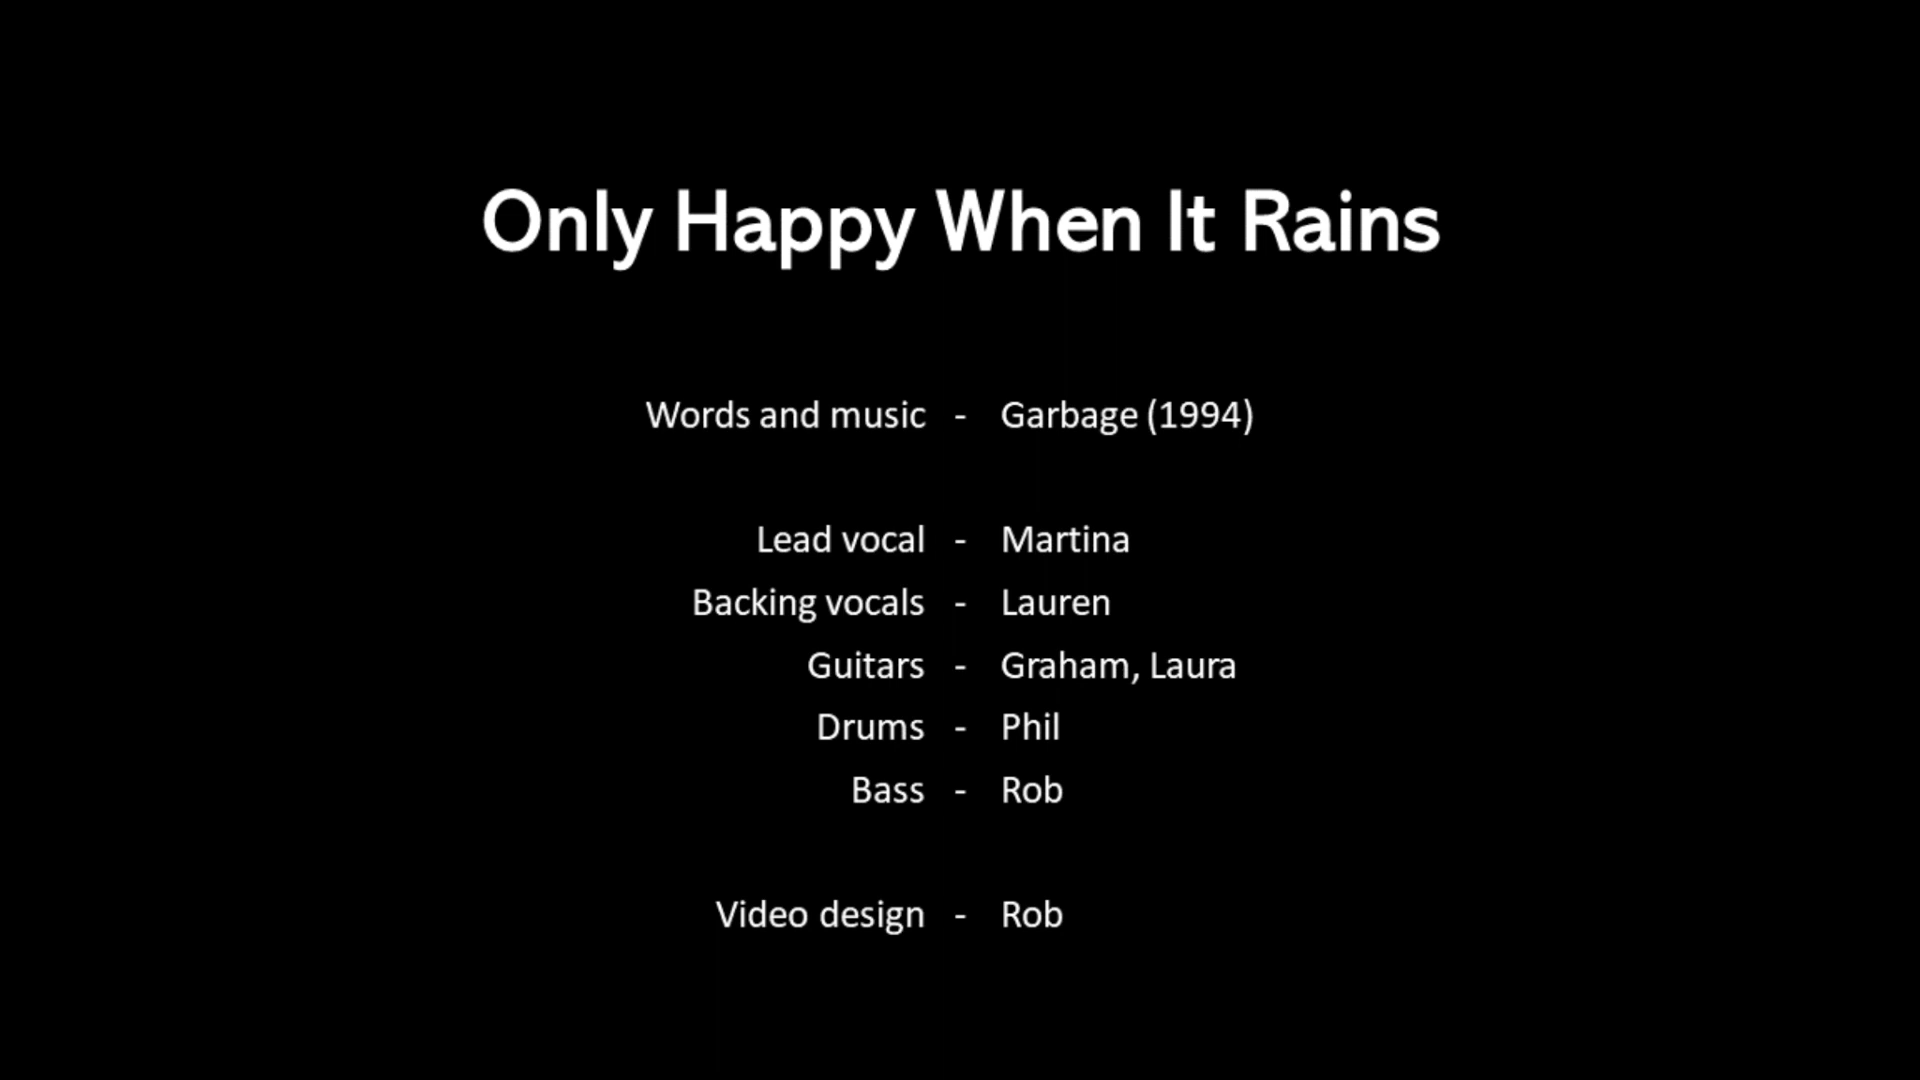 Only Happy When It Rains
Words and music - Garbage (1994)
Lead vocal - Martina
Backing vocals - Lauren
Guitars - Graham, Laura
Drums - Phil
Bass - Rob
Video design - Rob